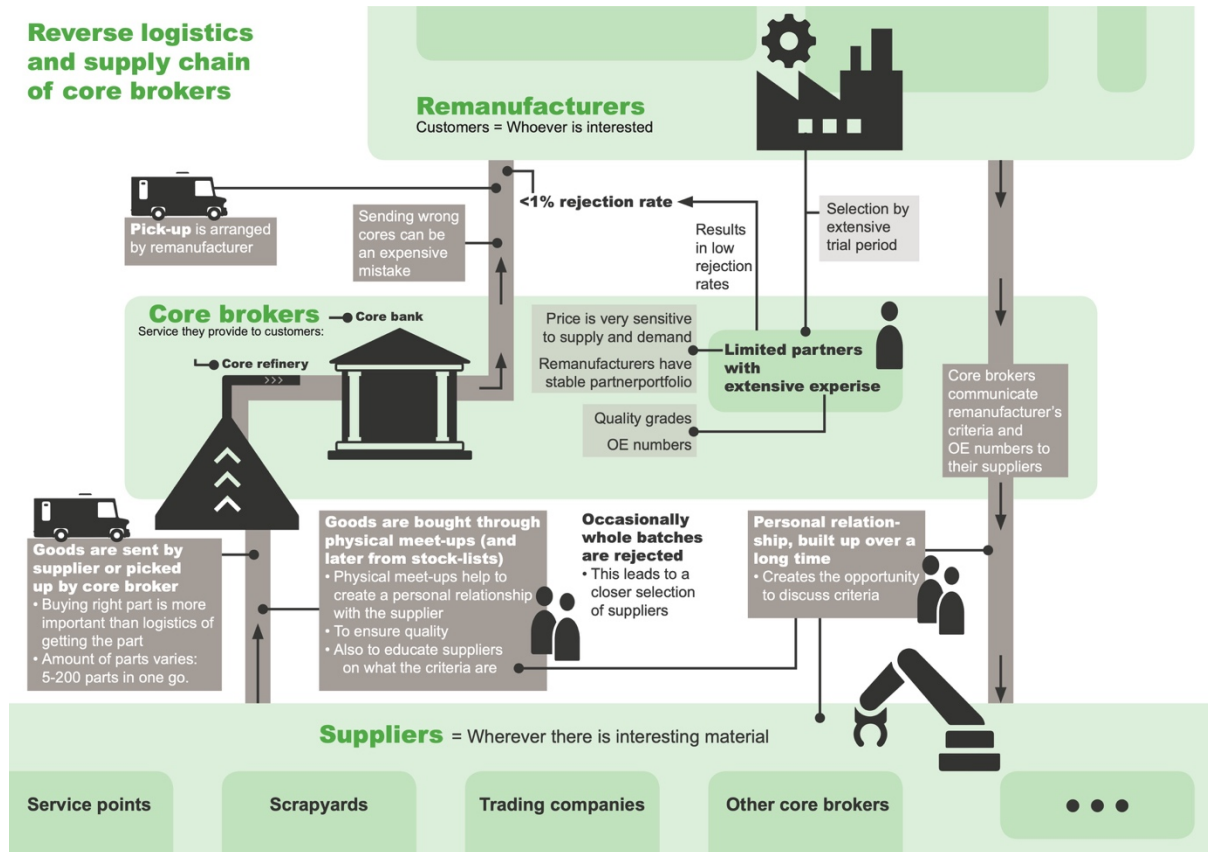 Reverse logistics
and supply chain
of core brokers
Remanufacturers
Customers = Whoever is interested
<1% rejection rate
Pick-up is arranged
by remanufacturer
Sending wrong
cores can be
an expensive
mistake
Results
in low
rejection
rates
Selection by
extensive
trial period
Core brokers
Service they provide to customers:
Core bank
Core refinery
>>>
Price is very sensitive
to supply and demand
Remanufacturers have
stable partnerportfolio
Limited partners
with
extensive experise
Quality grades
OE numbers
Core brokers
communicate
remanufacturer's
criteria and
OE numbers to
their suppliers
Goods are sent by
supplier or picked
up by core broker
• Buying right part is more
important than logistics of
getting the part
• Amount of parts varies:
5-200 parts in one go.
Goods are bought through
physical meet-ups (and
later from stock-lists)
• Physical meet-ups help to
create a personal relationship
with the supplier
• To ensure quality
• Also to educate suppliers
on what the criteria are
Occasionally
whole batches
are rejected
• This leads to a
closer selection
of suppliers
Personal relation-
ship, built up over a
long time
• Creates the opportunity
to discuss criteria
Suppliers = Wherever there is interesting material
Service points
Scrapyards
Trading companies
Other core brokers
• • •